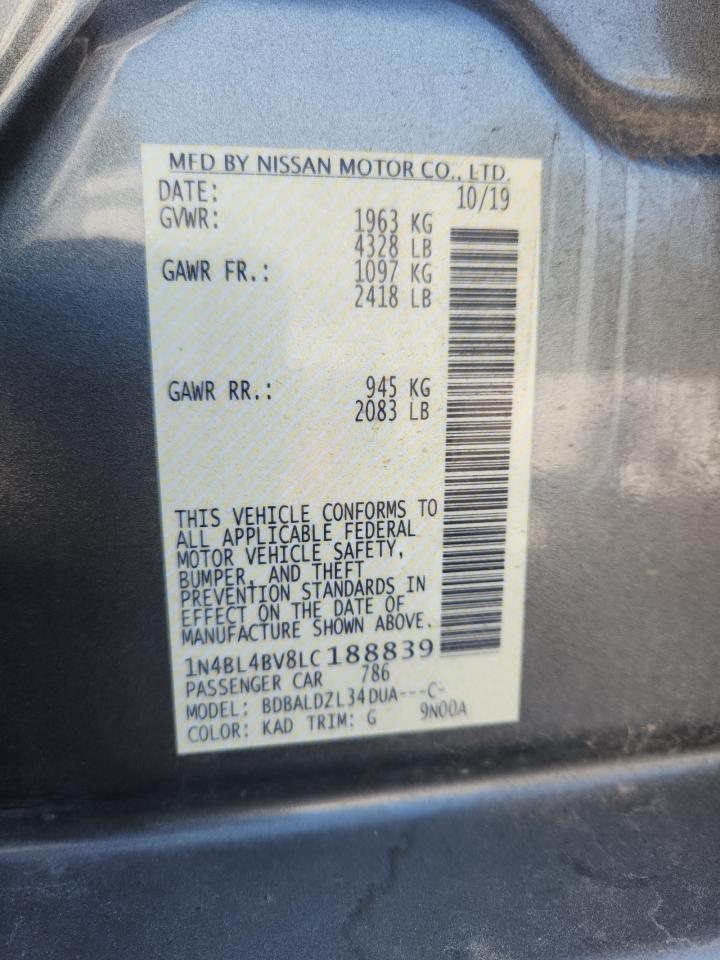 MFD BY NISSAN MOTOR CO., LTD.
DATE: 10/19
GVWR: 1963 KG
4328 LB
GAWR FR.: 1097 KG
2418 LB
GAWR RR.: 945 KG
2083 LB
THIS VEHICLE CONFORMS TO
ALL APPLICABLE FEDERAL
MOTOR VEHICLE SAFETY,
BUMPER, AND THEFT
PREVENTION STANDARDS IN
EFFECT ON THE DATE OF
MANUFACTURE SHOWN ABOVE.
1N4BL4BV8LC188839
PASSENGER CAR 786
MODEL: BDBALDZL34DUA---C-
COLOR: KAD TRIM: G 9N00A